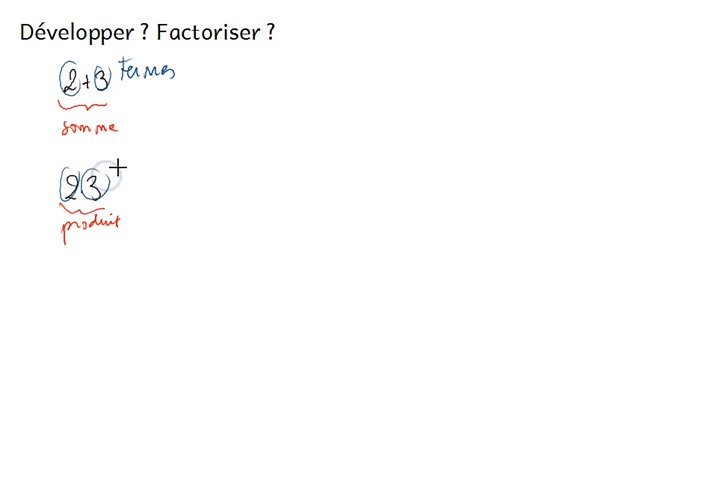 Développer ? Factoriser ?
2+3 termes
somme
2 3
produit